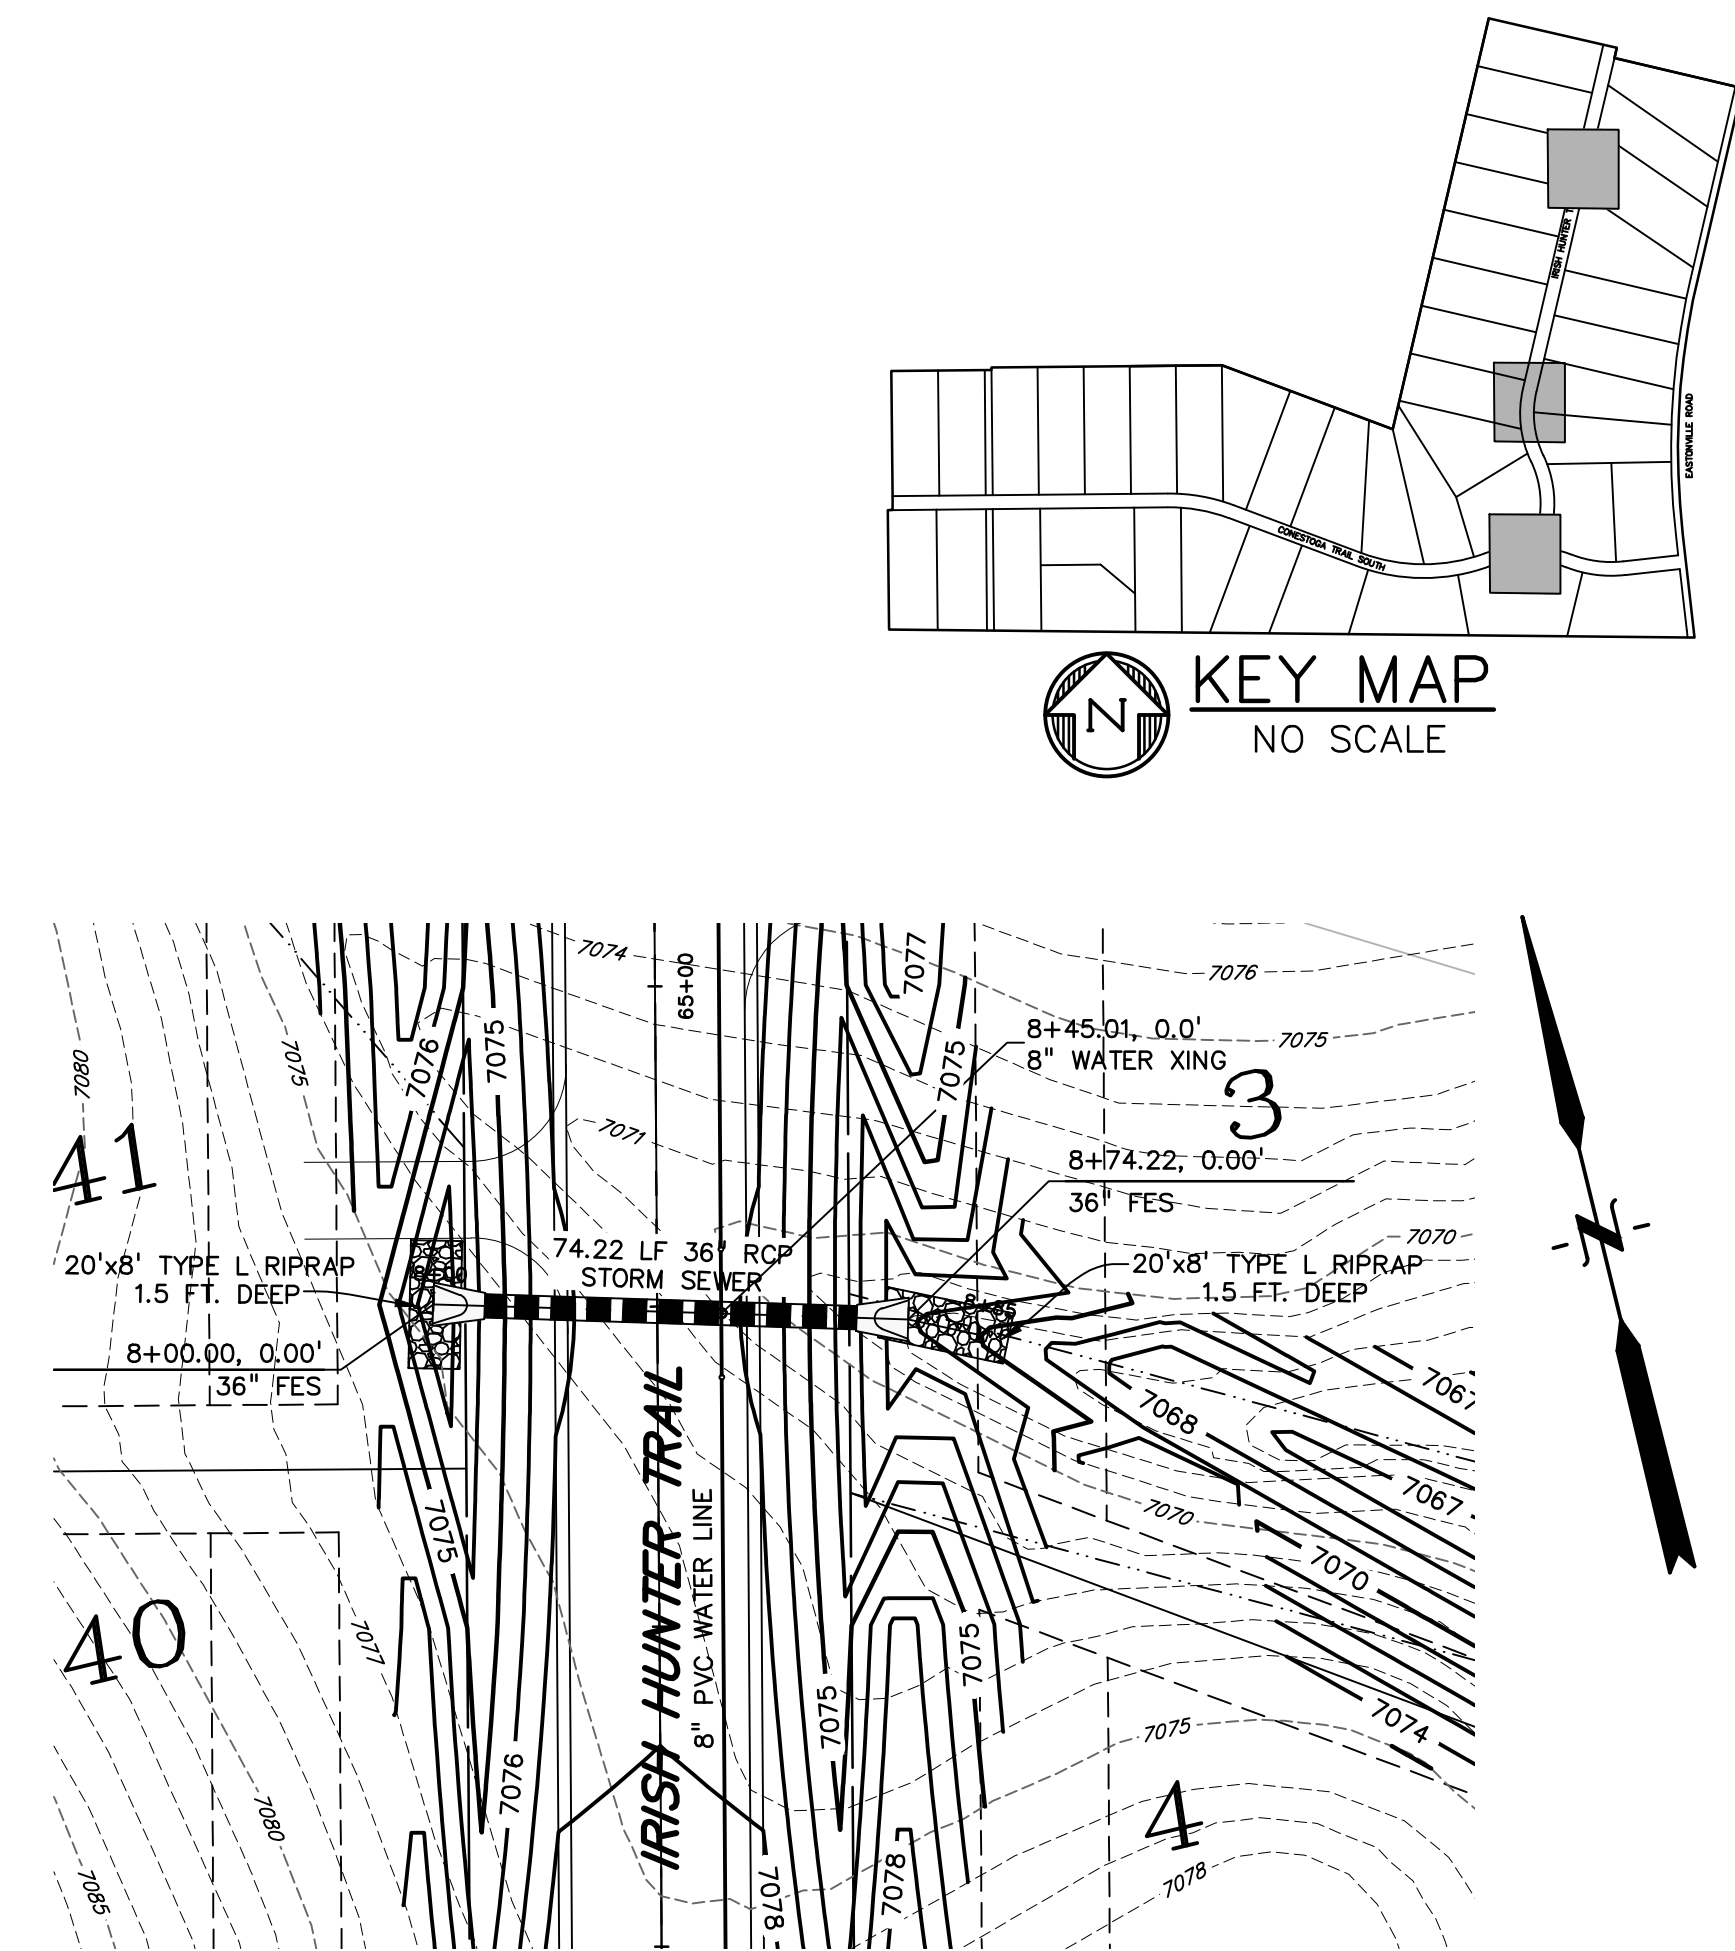 IRISH HUNTER T
EASTONVILLE ROAD
CONESTOGA TRAIL SOUTH
N
KEY MAP
NO SCALE
7074
65+00
7077
7076
7080
7075
7076
7075
7075
8+45.01, 0.0'
8" WATER XING
7075
3
41
7071
8+74.22, 0.00'
36" FES
7070
N
20'x8' TYPE L RIPRAP
1.5 FT. DEEP
8+00
74.22 LF 36" RCP
STORM SEWER
20'x8' TYPE L RIPRAP
1.5 FT. DEEP
8+85
8+00.00, 0.00'
36" FES
7067
7068
7067
7070
7075
7070
IRISH HUNTER TRAIL
8" PVC WATER LINE
40
7077
7075
7075
7074
7075
7076
7080
4
7085
7078
7078
7078